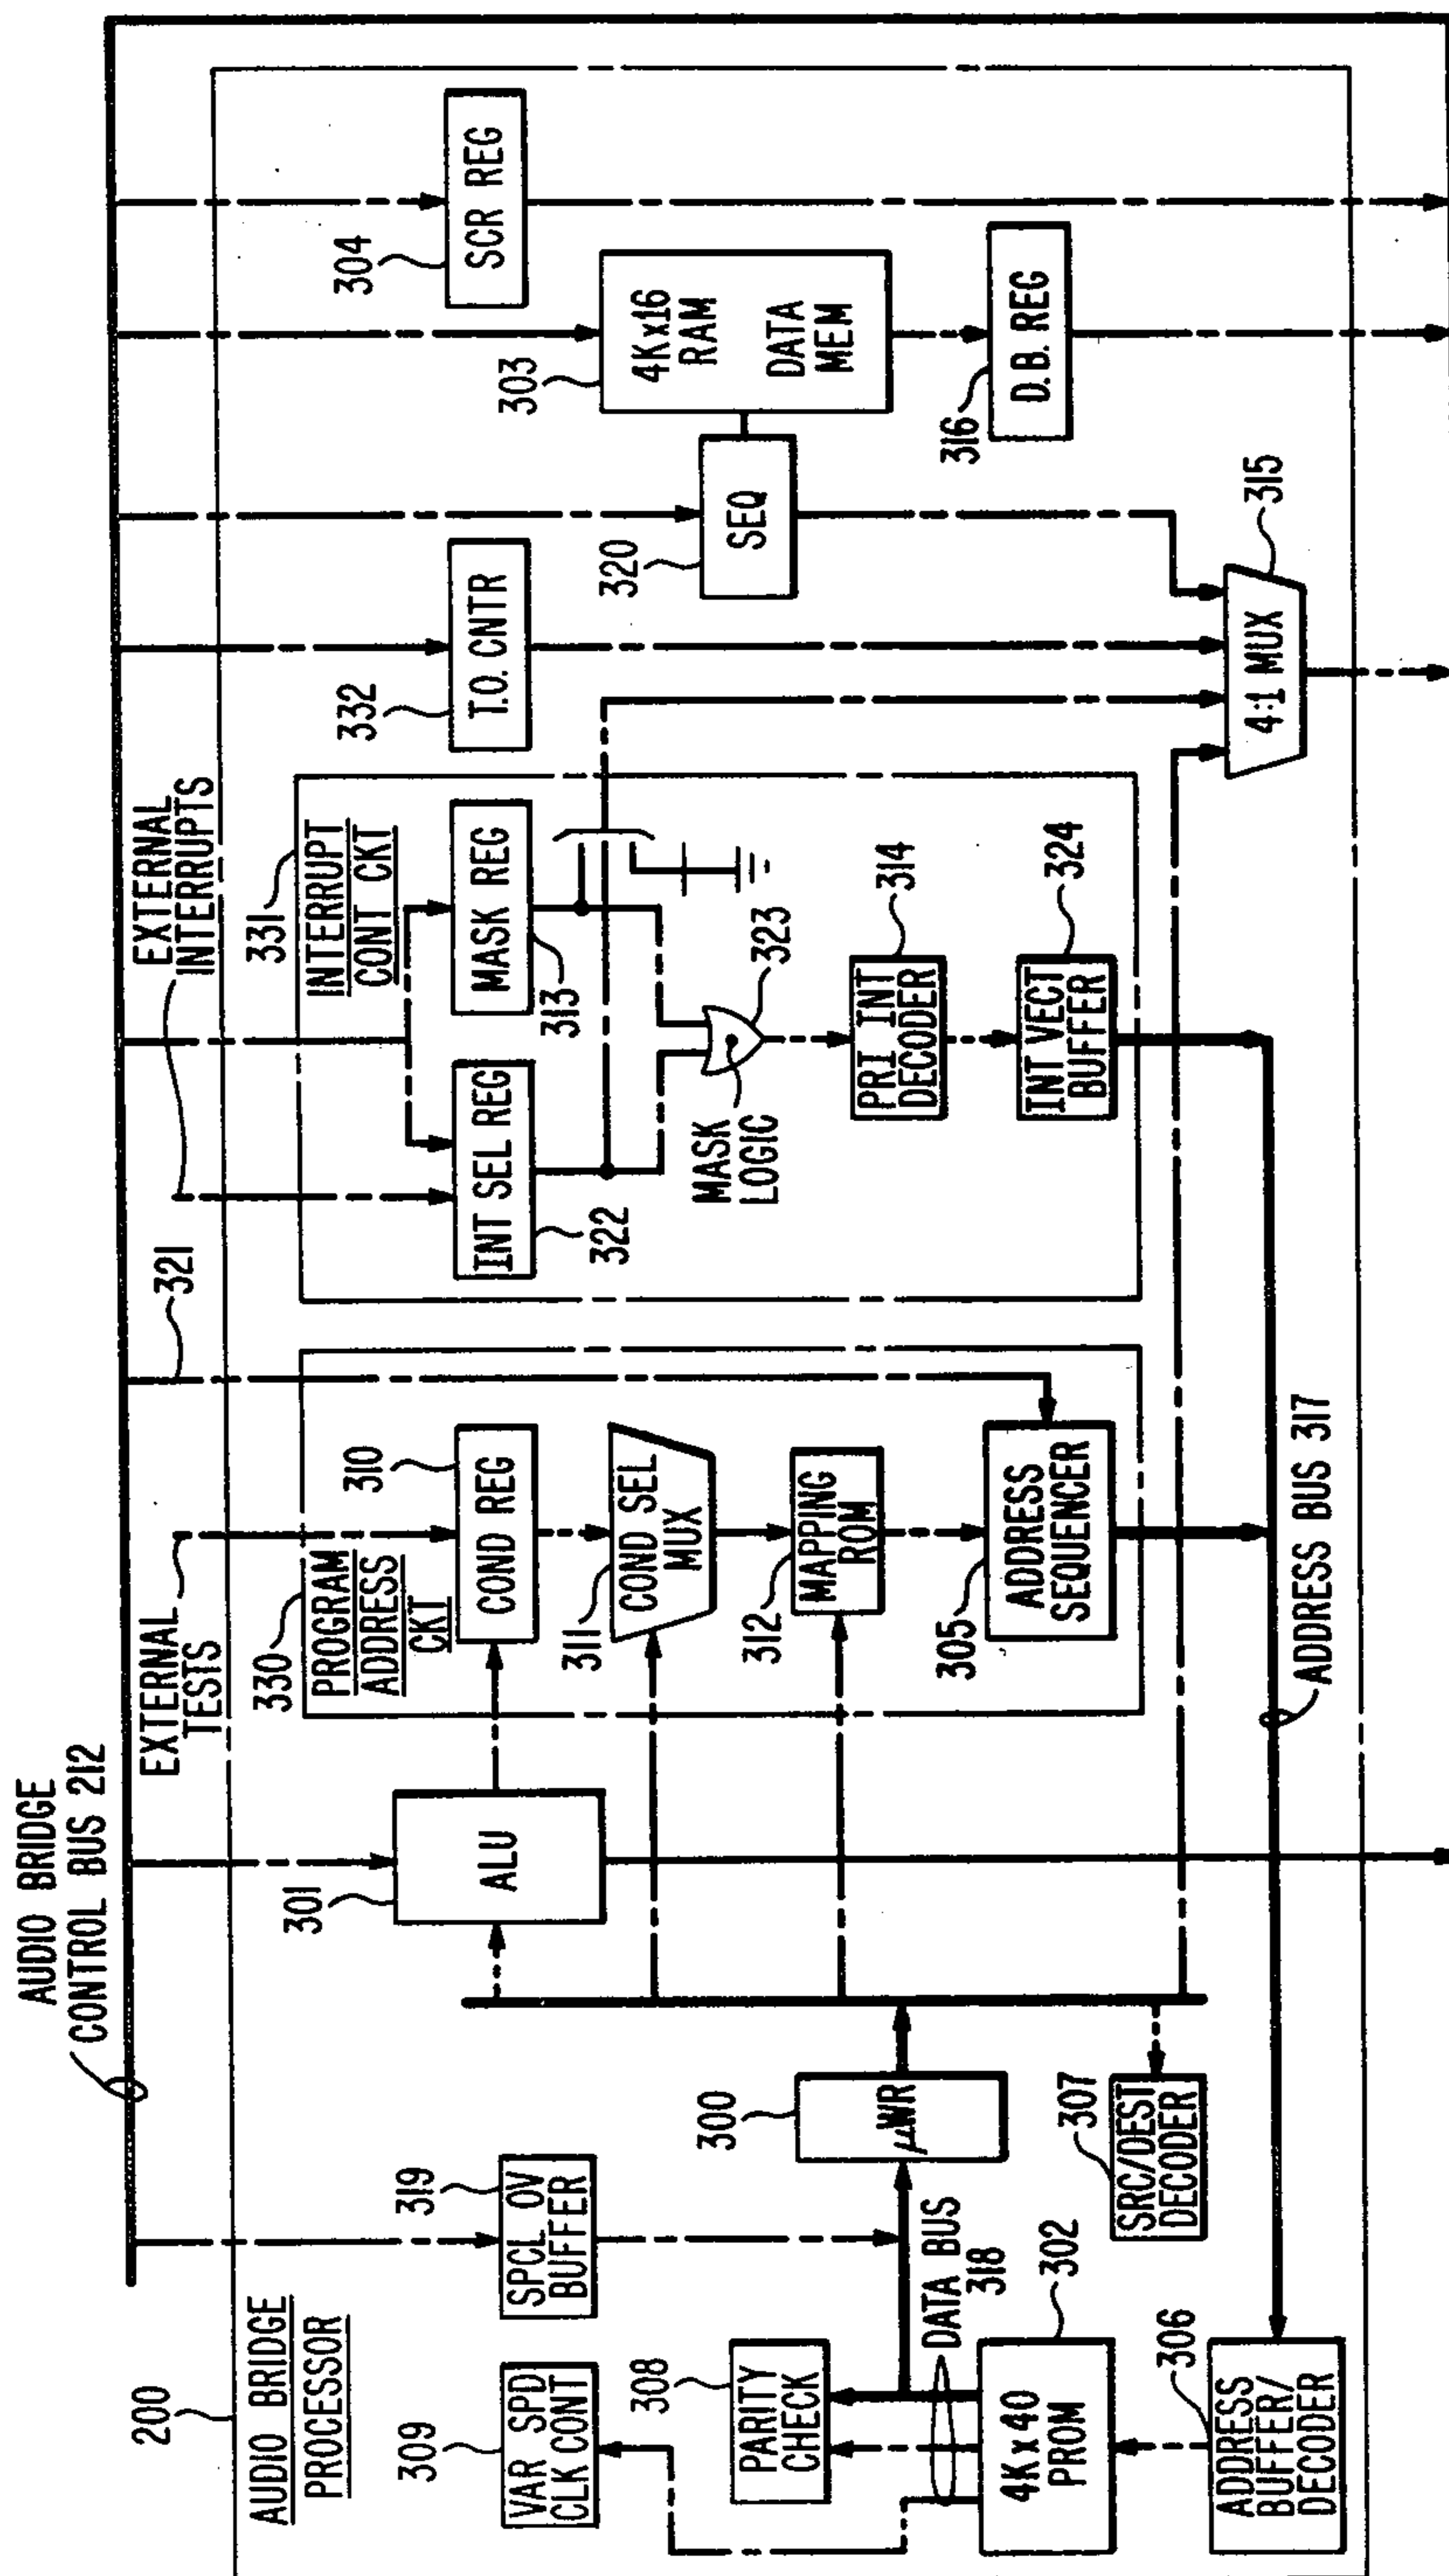 AUDIO BRIDGE
CONTROL BUS 212
200
AUDIO BRIDGE
PROCESSOR
309
VAR SPD
CLK CONT
319
SPCL OV
BUFFER
308
PARITY
CHECK
DATA BUS
318
302
4K x 40
PROM
306
ADDRESS
BUFFER/
DECODER
300
μWR
307
SRC/DEST
DECODER
301
ALU
EXTERNAL
TESTS
321
330
PROGRAM
ADDRESS
CKT
310
COND REG
311
COND SEL
MUX
312
MAPPING
ROM
305
ADDRESS
SEQUENCER
ADDRESS BUS 317
EXTERNAL
INTERRUPTS
331
INTERRUPT
CONT CKT
INT SEL REG
322
MASK REG
313
MASK
LOGIC
323
314
PRI INT
DECODER
324
INT VECT
BUFFER
332
T.O. CNTR
320
SEQ
303
4K x 16
RAM
DATA
MEM
304
SCR REG
316
D.B. REG
315
4:1 MUX